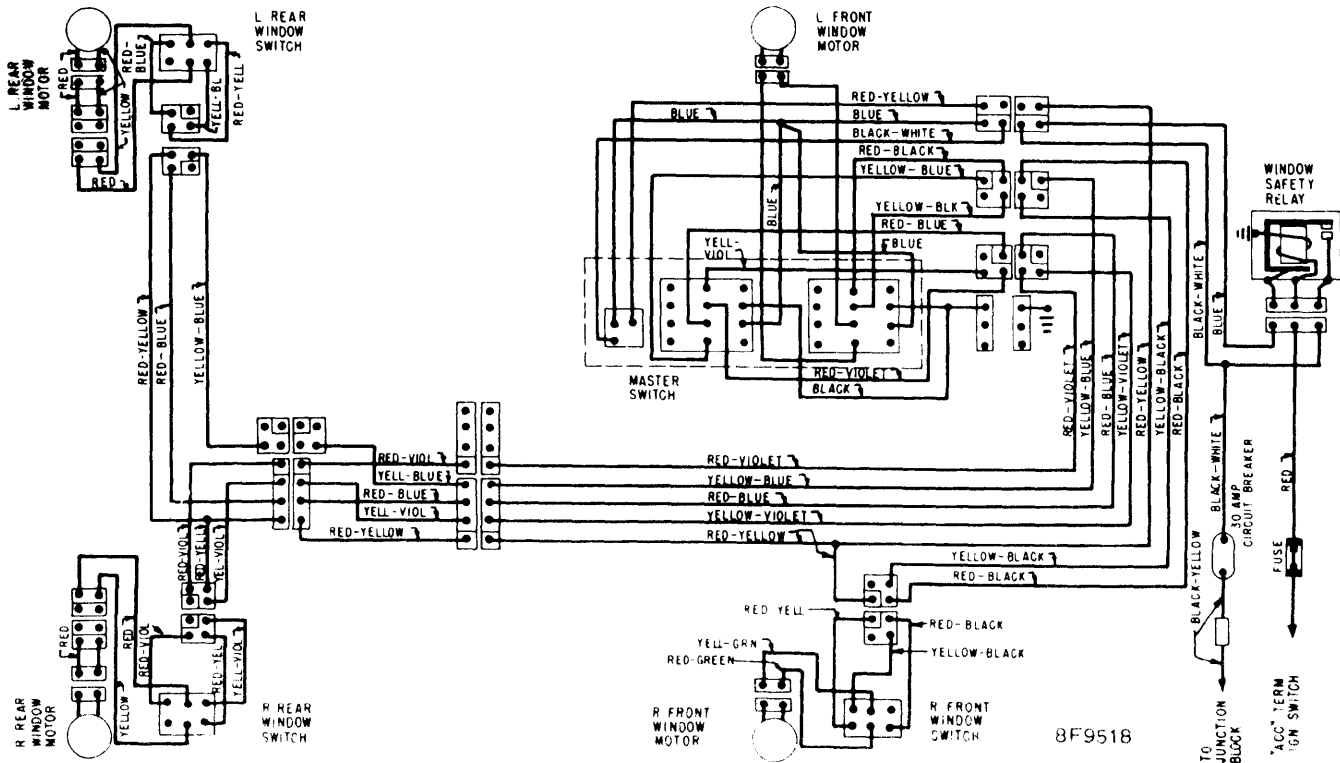 L REAR
WINDOW
SWITCH
L REAR
WINDOW
MOTOR
RED
RED-
BLUE
YELLOW
YELL-BL
RED-YELL
RED
L FRONT
WINDOW
MOTOR
RED-YELLOW
BLUE
BLUE
BLACK-WHITE
RED-BLACK
YELLOW-BLUE
BLUE
YELLOW-BLK
RED-BLUE
YELL-
VIOL
BLUE
WINDOW
SAFETY
RELAY
BLACK-WHITE
BLUE
RED-YELLOW
RED-BLUE
YELLOW-BLUE
MASTER
SWITCH
RED-VIOLET
BLACK
RED-VIOLET
YELLOW-BLUE
RED-BLUE
YELLOW-VIOLET
RED-YELLOW
YELLOW-BLACK
RED-BLACK
RED-VIOL
YELL-BLUE
RED-BLUE
YELL-VIOL
RED-YELLOW
RED-VIOLET
YELLOW-BLUE
RED-BLUE
YELLOW-VIOLET
RED-YELLOW
YELLOW-BLACK
RED-BLACK
BLACK-WHITE
30 AMP
CIRCUIT BREAKER
RED
FUSE
BLACK-YELLOW
RED-VIOLET
RED-YELL
YEL-VIOLT
RED
RED
RED-VIOL
RED-YEL
YELL-VIOLT
YELLOW
R REAR
WINDOW
MOTOR
R REAR
WINDOW
SWITCH
RED YELL
YELL-GRN
RED-GREEN
RED-BLACK
YELLOW-BLACK
R FRONT
WINDOW
MOTOR
R FRONT
WINDOW
SWITCH
8F9518
TO
JUNCTION
BLOCK
"ACC" TERM
IGN SWITCH